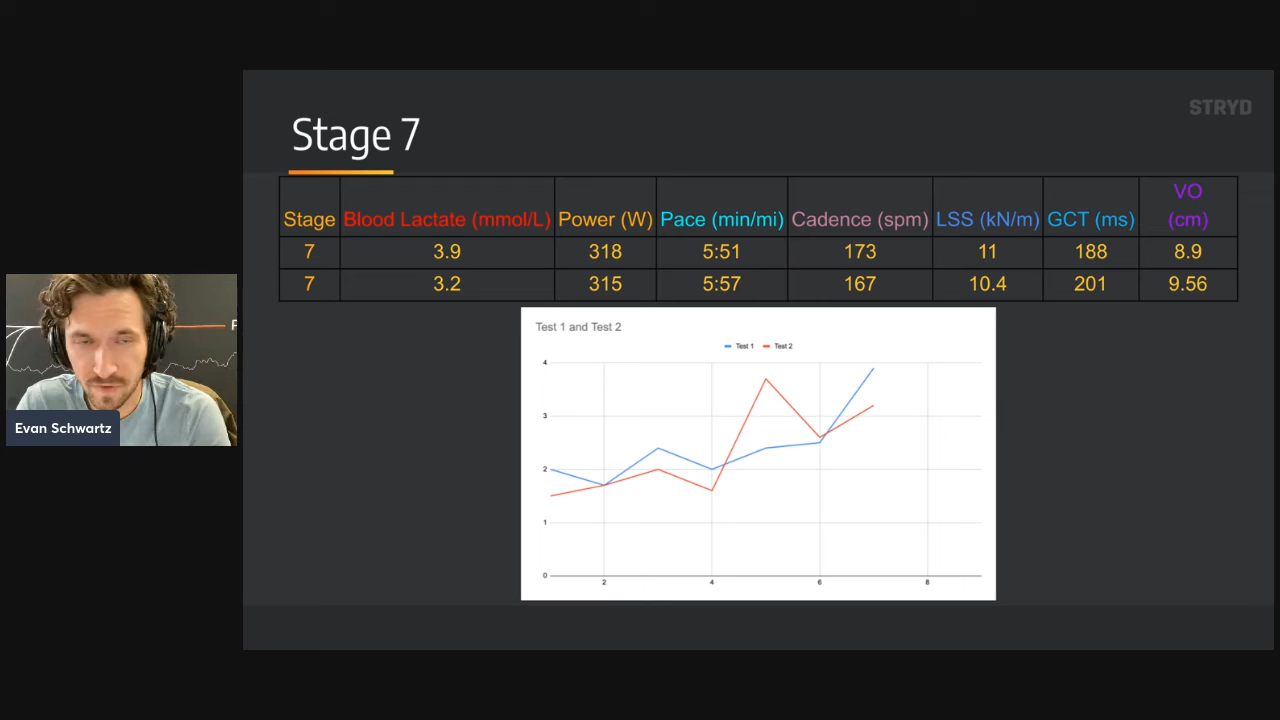 STRYD
Stage 7
Stage Blood Lactate (mmol/L) Power (W) Pace (min/mi) Cadence (spm) LSS (kN/m) GCT (ms) VO (cm)
7 3.9 318 5:51 173 11 188 8.9
7 3.2 315 5:57 167 10.4 201 9.56
Test 1 and Test 2
Test 1 Test 2
4
3
2
1
0
2 4 6 8
P
Evan Schwartz